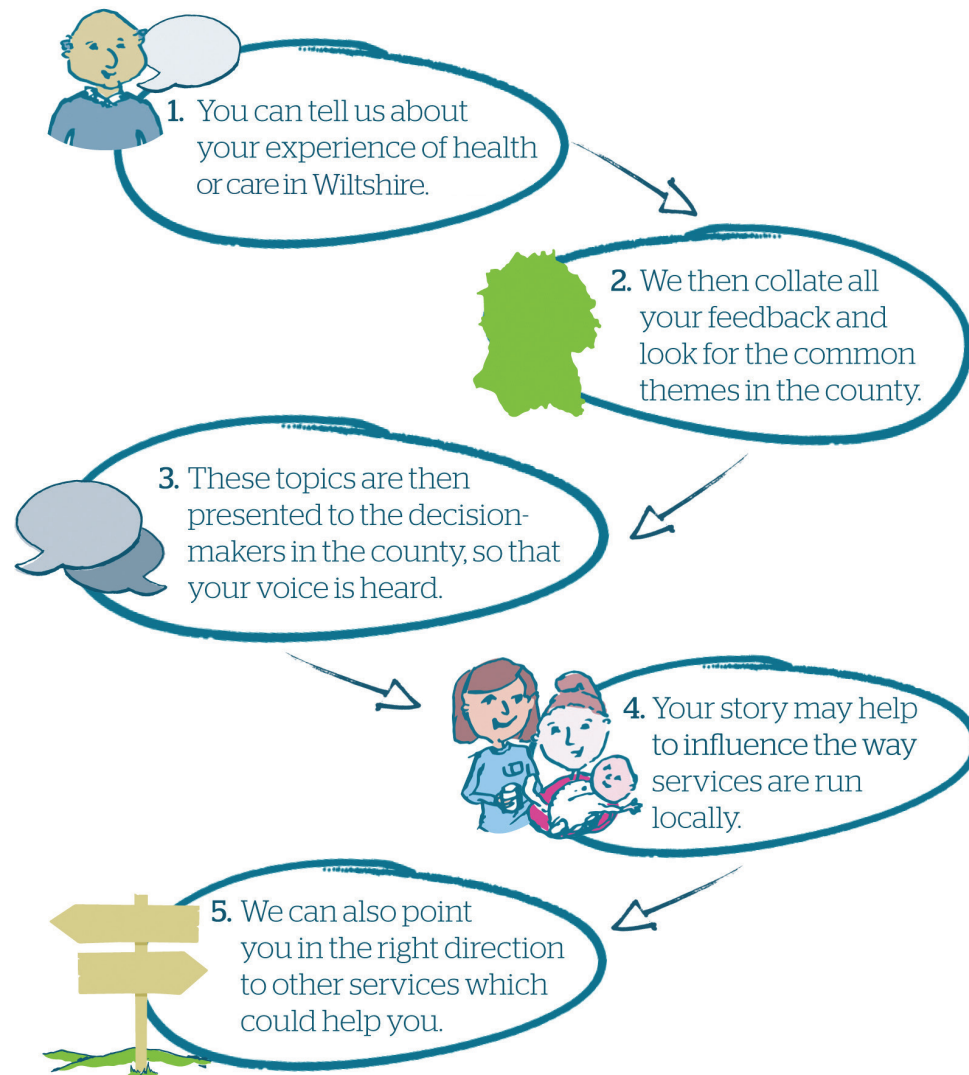 1. You can tell us about
your experience of health
or care in Wiltshire.
2. We then collate all
your feedback and
look for the common
themes in the county.
3. These topics are then
presented to the decision-
makers in the county, so that
your voice is heard.
4. Your story may help
to influence the way
services are run
locally.
5. We can also point
you in the right direction
to other services which
could help you.